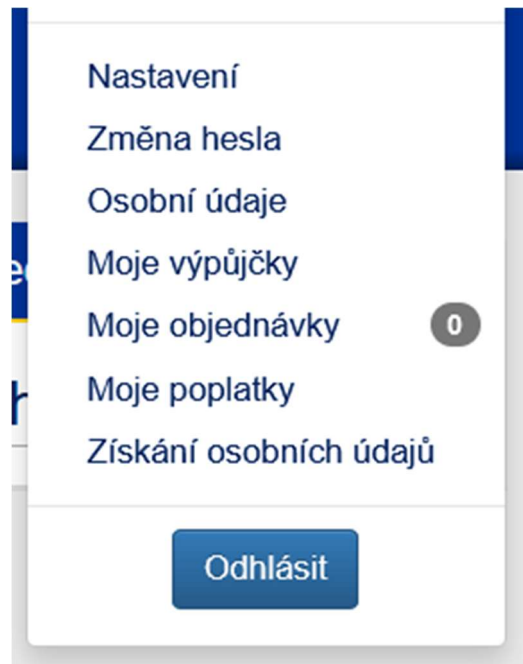 Nastavení
Změna hesla
Osobní údaje
Moje výpůjčky
Moje objednávky 0
Moje poplatky
Získání osobních údajů
Odhlásit